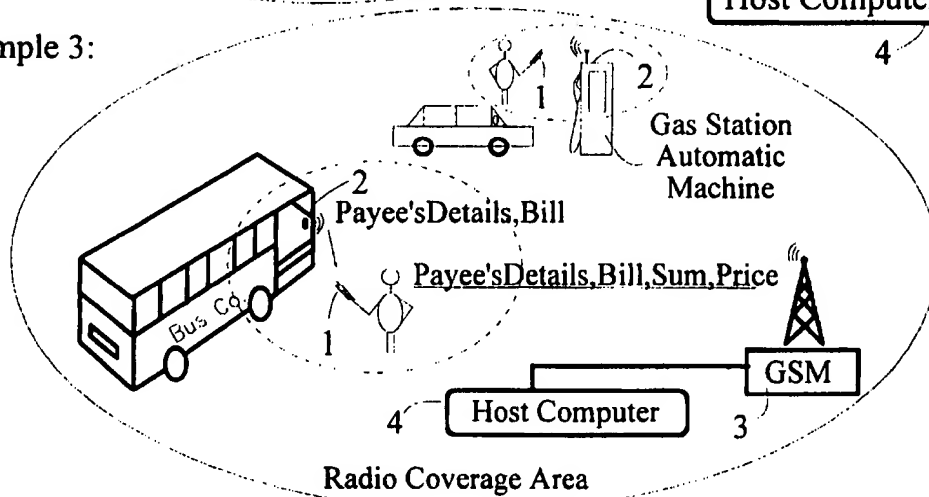 Host Compute
4
mple 3:
1
2
Gas Station
Automatic
Machine
2
Payee'sDetails,Bill
Payee'sDetails,Bill,Sum,Price
Bus Co.
1
GSM
4
Host Computer
3
Radio Coverage Area